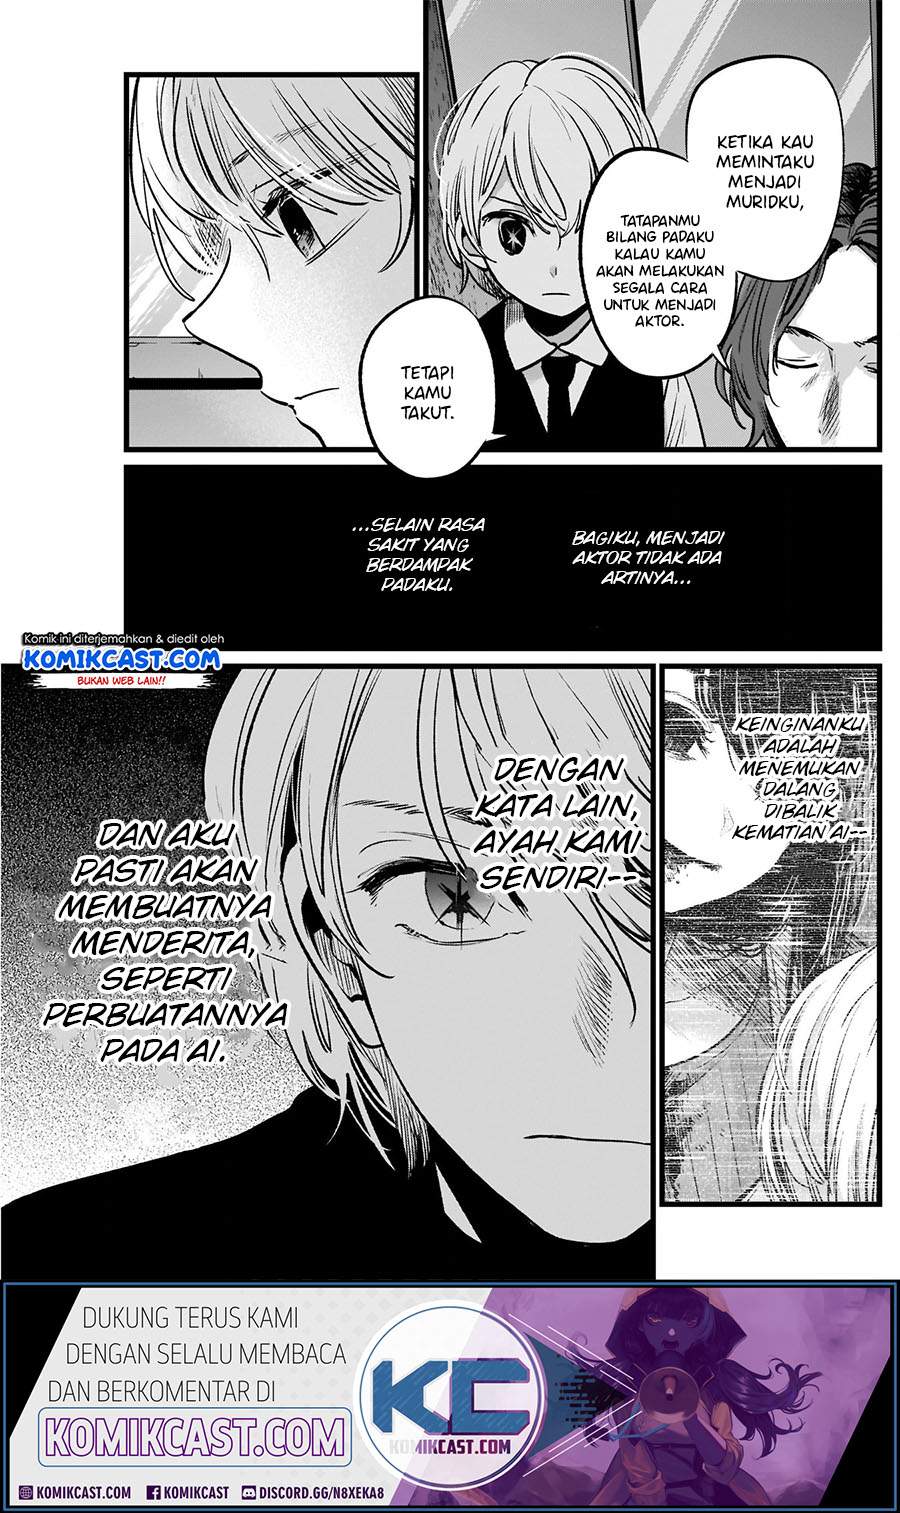 KETIKA KAU
MEMINTAKU
MENJADI
MURIDKU,
TATAPANMU
BILANG PADAKU
KALAU KAMU
AKAN MELAKUKAN
SEGALA CARA
UNTUK MENJADI
AKTOR.
TETAPI
KAMU
TAKUT.
BAGIKU, MENJADI
AKTOR TIDAK ADA
ARTINYA...
...SELAIN RASA
SAKIT YANG
BERDAMPAK
PADAKU.
Komik ini diterjemahkan & diedit oleh
KOMIKCAST.COM
BUKAN WEB LAIN!!
KEINGINANKU
ADALAH
MENEMUKAN
DALANG
DIBALIK
KEMATIAN AI--
DENGAN
KATA LAIN,
AYAH KAMI
SENDIRI--
DAN AKU
PASTI AKAN
MEMBUATNYA
MENDERITA,
SEPERTI
PERBUATANNYA
PADA AI.
DUKUNG TERUS KAMI
DENGAN SELALU MEMBACA
DAN BERKOMENTAR DI
KOMIKCAST.COM
KC
KOMIKCAST.COM
KOMIKCAST.COM KOMIKCAST DISCORD.GG/N8XEKA8